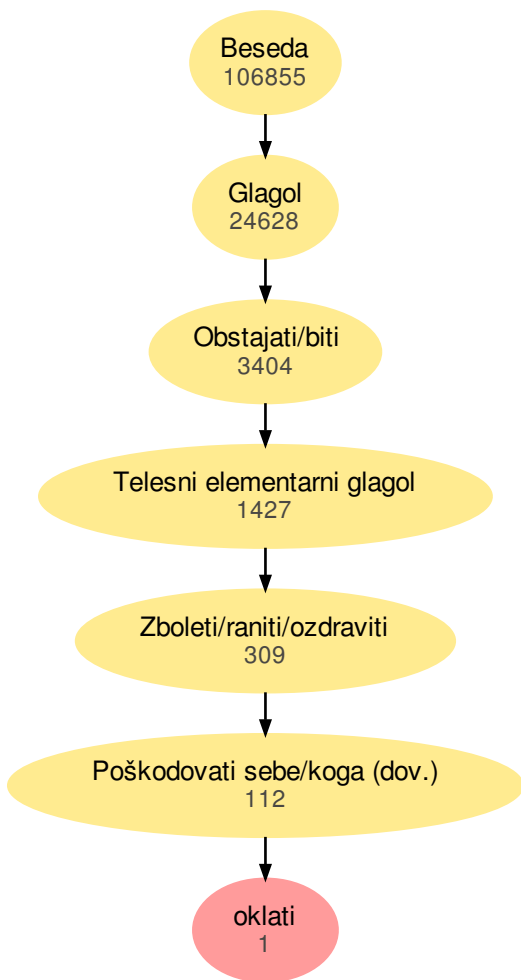 Beseda
106855
Glagol
24628
Obstajati/biti
3404
Telesni elementarni glagol
1427
Zboleti/raniti/ozdraviti
309
Poškodovati sebe/koga (dov.)
112
oklati
1